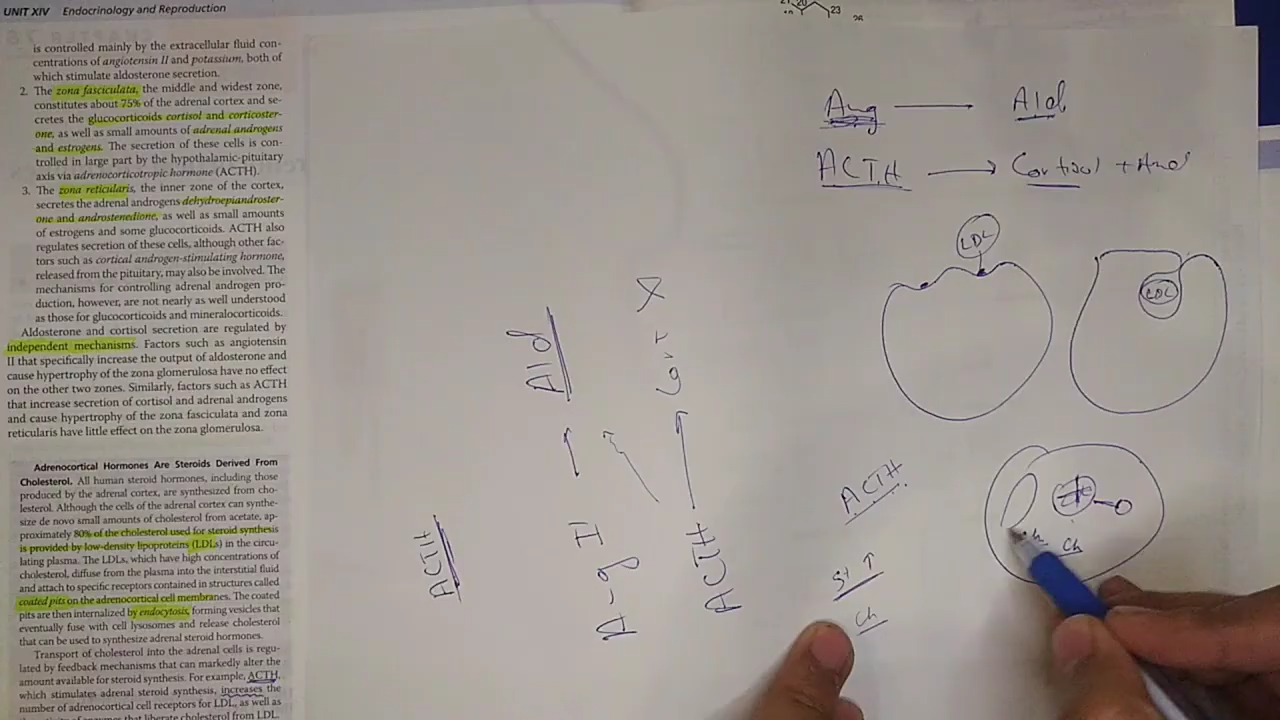 UNIT XIV Endocrinology and Reproduction
is controlled mainly by the extracellular fluid con-
centrations of angiotensin II and potassium, both of
which stimulate aldosterone secretion.
2. The zona fasciculata, the middle and widest zone,
constitutes about 75% of the adrenal cortex and se-
cretes the glucocorticoids cortisol and corticoster-
one, as well as small amounts of adrenal androgens
and estrogens. The secretion of these cells is con-
trolled in large part by the hypothalamic-pituitary
axis via adrenocorticotropic hormone (ACTH).
3. The zona reticularis, the inner zone of the cortex,
secretes the adrenal androgens dehydroepiandroster-
one and androstenedione, as well as small amounts
of estrogens and some glucocorticoids. ACTH also
regulates secretion of these cells, although other fac-
tors such as cortical androgen-stimulating hormone,
released from the pituitary, may also be involved. The
mechanisms for controlling adrenal androgen pro-
duction, however, are not nearly as well understood
as those for glucocorticoids and mineralocorticoids.
Aldosterone and cortisol secretion are regulated by
independent mechanisms. Factors such as angiotensin
II that specifically increase the output of aldosterone and
cause hypertrophy of the zona glomerulosa have no effect
on the other two zones. Similarly, factors such as ACTH
that increase secretion of cortisol and adrenal androgens
and cause hypertrophy of the zona fasciculata and zona
reticularis have little effect on the zona glomerulosa.
Adrenocortical Hormones Are Steroids Derived From
Cholesterol. All human steroid hormones, including those
produced by the adrenal cortex, are synthesized from cho-
lesterol. Although the cells of the adrenal cortex can synthe-
size de novo small amounts of cholesterol from acetate, ap-
proximately 80% of the cholesterol used for steroid synthesis
is provided by low-density lipoproteins (LDLs) in the circu-
lating plasma. The LDLs, which have high concentrations of
cholesterol, diffuse from the plasma into the interstitial fluid
and attach to specific receptors contained in structures called
coated pits on the adrenocortical cell membranes. The coated
pits are then internalized by endocytosis, forming vesicles that
eventually fuse with cell lysosomes and release cholesterol
that can be used to synthesize adrenal steroid hormones.
Transport of cholesterol into the adrenal cells is regu-
lated by feedback mechanisms that can markedly alter the
amount available for steroid synthesis. For example, ACTH,
which stimulates adrenal steroid synthesis, increases the
number of adrenocortical cell receptors for LDL, as well as
enzymes that liberate cholesterol from LDL.
23
Ang → Ald
ACTH → Cortisol + And
LDL
LDL
Ald
Cort X
ACTH
ACTH
ACTH
St ↑
Ch
Ch